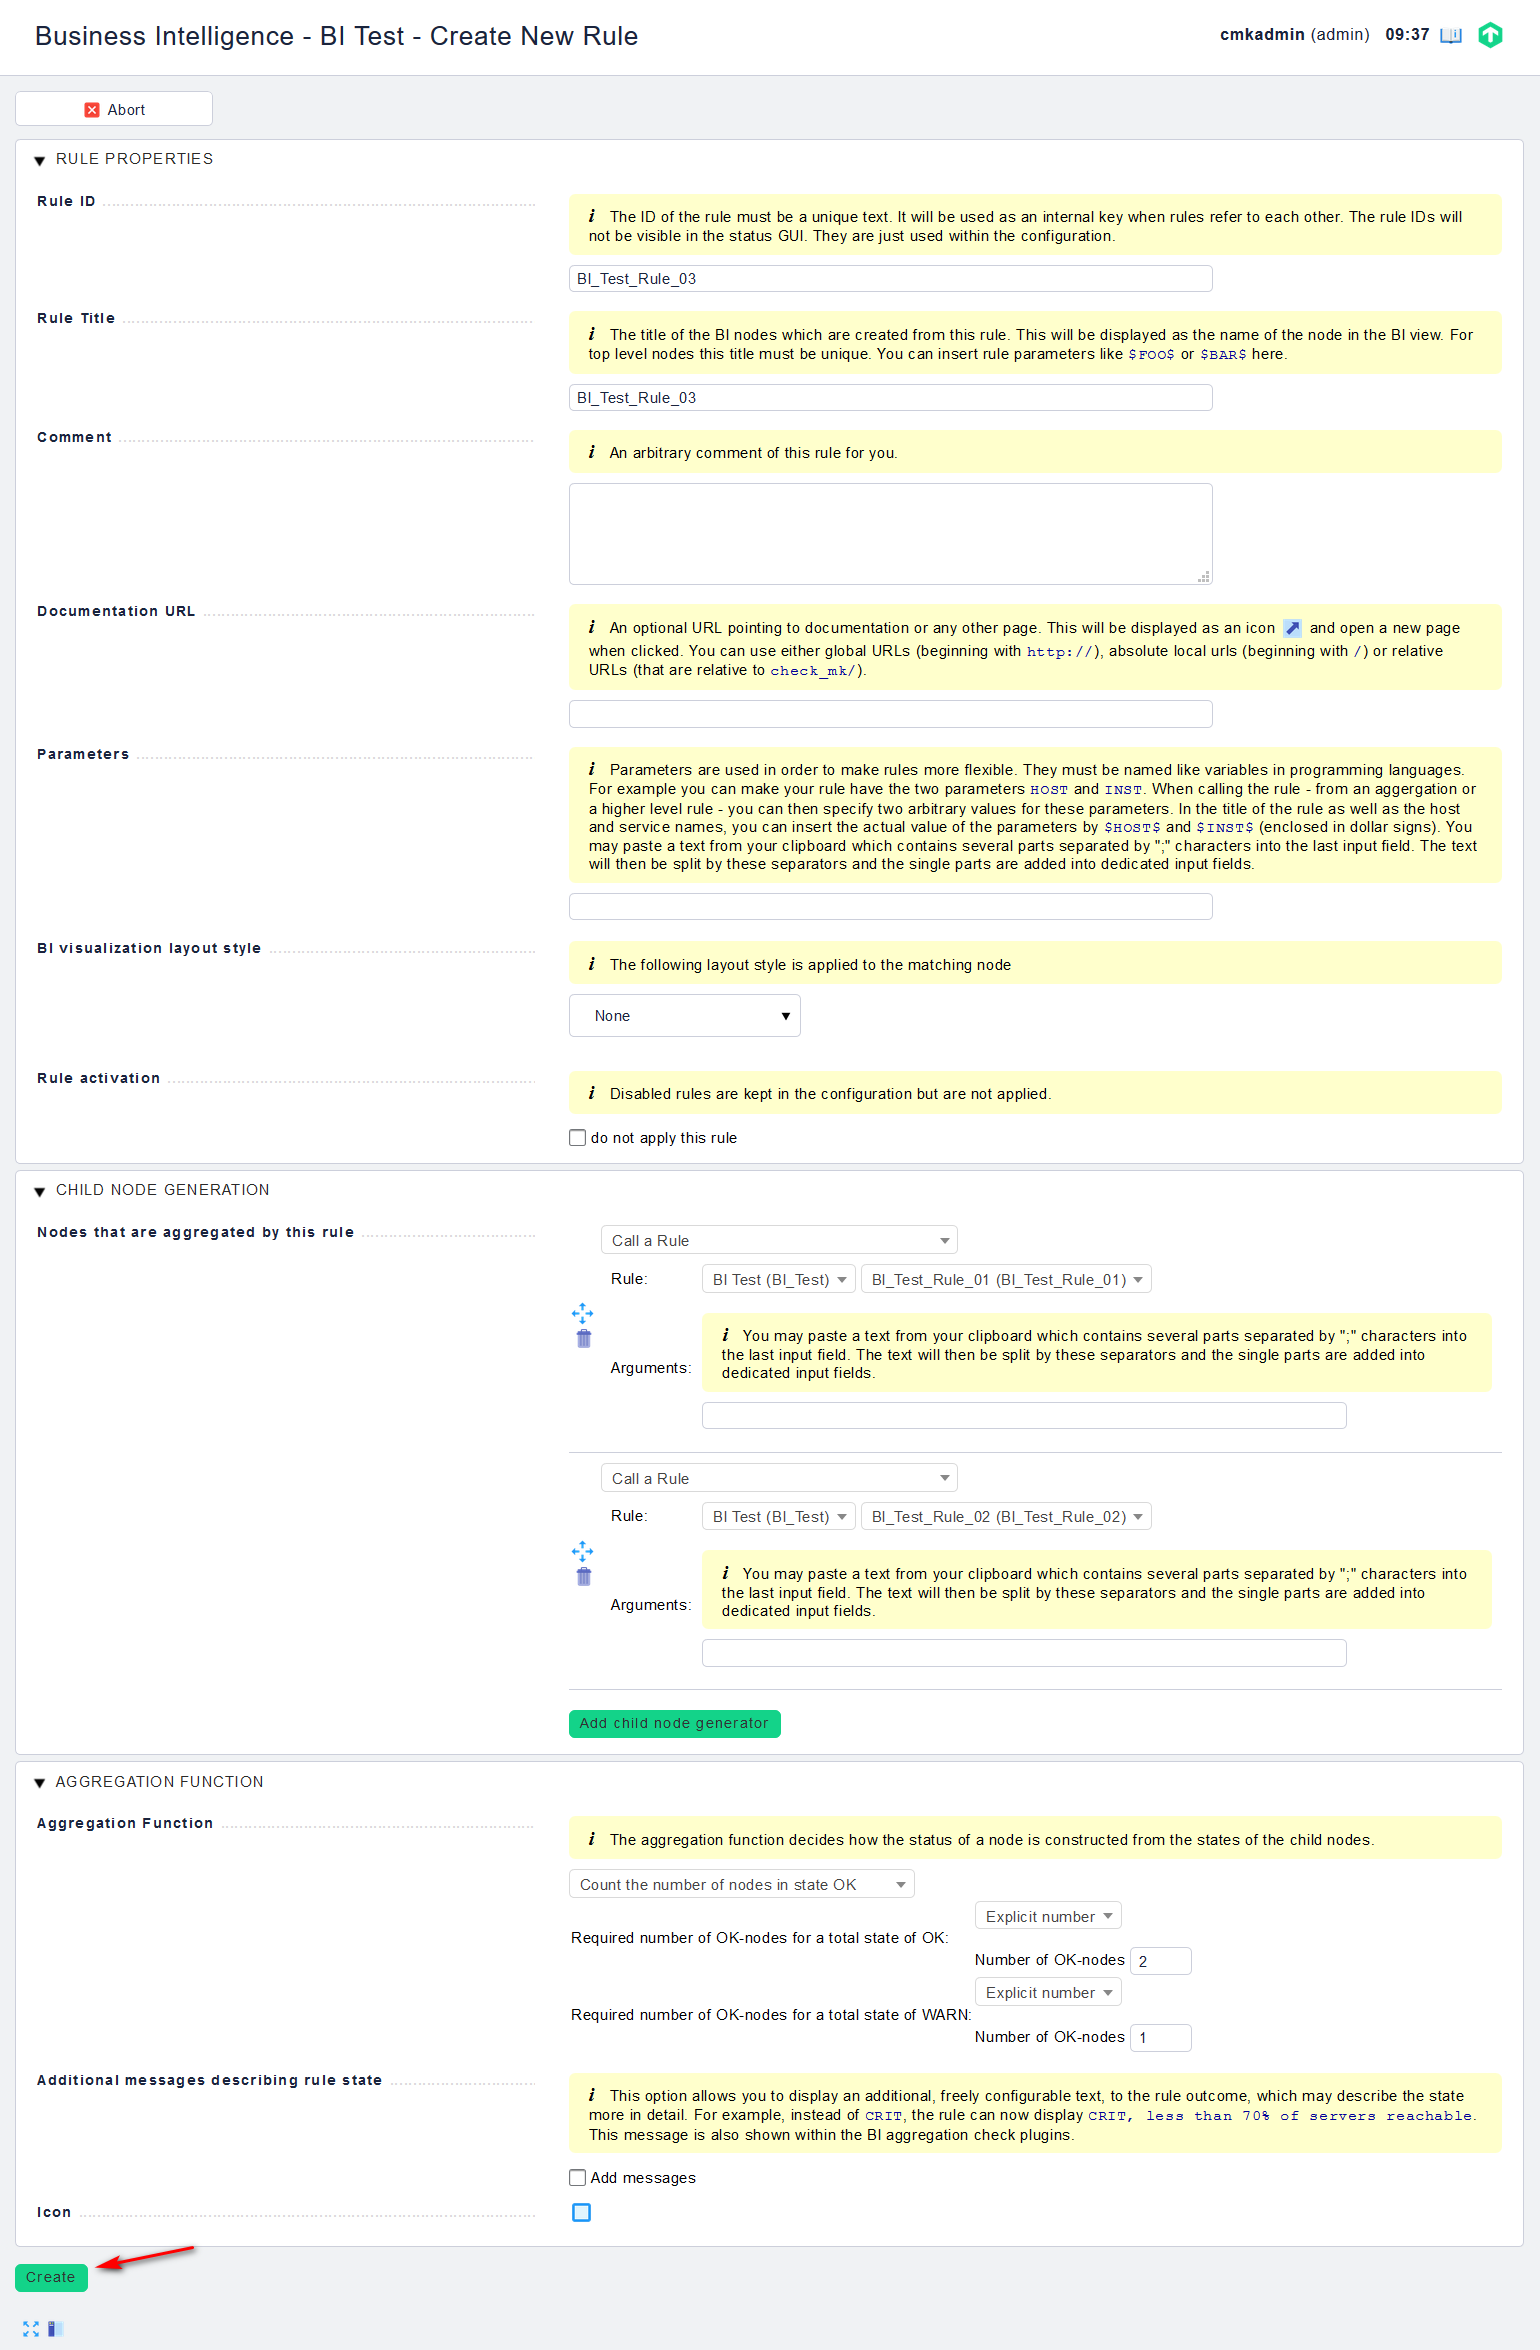 Business Intelligence - BI Test - Create New Rule
cmkadmin (admin) 09:37
Abort
RULE PROPERTIES
Rule ID
i The ID of the rule must be a unique text. It will be used as an internal key when rules refer to each other. The rule IDs will
not be visible in the status GUI. They are just used within the configuration.
BI_Test_Rule_03
Rule Title
i The title of the BI nodes which are created from this rule. This will be displayed as the name of the node in the BI view. For
top level nodes this title must be unique. You can insert rule parameters like $FOO$ or $BAR$ here.
BI_Test_Rule_03
Comment
i An arbitrary comment of this rule for you.
Documentation URL
i An optional URL pointing to documentation or any other page. This will be displayed as an icon and open a new page
when clicked. You can use either global URLs (beginning with http://), absolute local urls (beginning with /) or relative
URLs (that are relative to check_mk/).
Parameters
i Parameters are used in order to make rules more flexible. They must be named like variables in programming languages.
For example you can make your rule have the two parameters HOST and INST. When calling the rule - from an aggergation or
a higher level rule - you can then specify two arbitrary values for these parameters. In the title of the rule as well as the host
and service names, you can insert the actual value of the parameters by $HOST$ and $INST$ (enclosed in dollar signs). You
may paste a text from your clipboard which contains several parts separated by ";" characters into the last input field. The text
will then be split by these separators and the single parts are added into dedicated input fields.
BI visualization layout style
i The following layout style is applied to the matching node
None
Rule activation
i Disabled rules are kept in the configuration but are not applied.
do not apply this rule
CHILD NODE GENERATION
Nodes that are aggregated by this rule
Call a Rule
Rule: BI Test (BI_Test) BI_Test_Rule_01 (BI_Test_Rule_01)
i You may paste a text from your clipboard which contains several parts separated by ";" characters into
the last input field. The text will then be split by these separators and the single parts are added into
dedicated input fields.
Arguments:
Call a Rule
Rule: BI Test (BI_Test) BI_Test_Rule_02 (BI_Test_Rule_02)
i You may paste a text from your clipboard which contains several parts separated by ";" characters into
the last input field. The text will then be split by these separators and the single parts are added into
dedicated input fields.
Arguments:
Add child node generator
AGGREGATION FUNCTION
Aggregation Function
i The aggregation function decides how the status of a node is constructed from the states of the child nodes.
Count the number of nodes in state OK
Explicit number
Required number of OK-nodes for a total state of OK:
Number of OK-nodes 2
Explicit number
Required number of OK-nodes for a total state of WARN:
Number of OK-nodes 1
Additional messages describing rule state
i This option allows you to display an additional, freely configurable text, to the rule outcome, which may describe the state
more in detail. For example, instead of CRIT, the rule can now display CRIT, less than 70% of servers reachable.
This message is also shown within the BI aggregation check plugins.
Add messages
Icon
Create